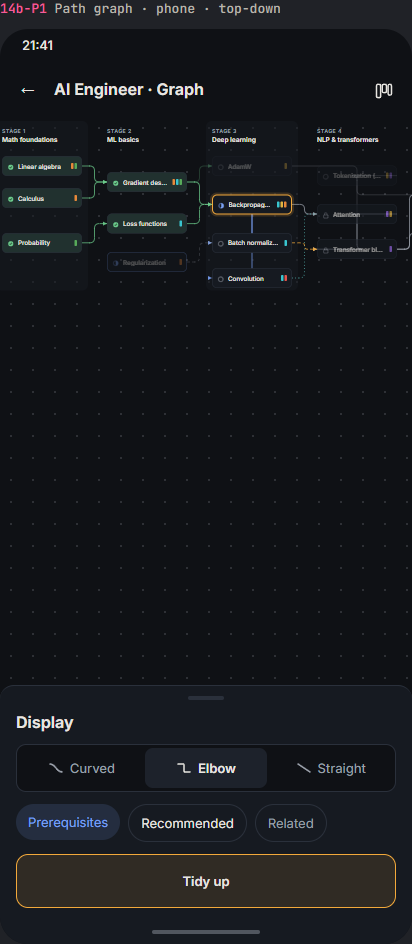 14b-P1 Path graph · phone · top-down
21:41
← AI Engineer · Graph
STAGE 1
Math foundations
STAGE 2
ML basics
STAGE 3
Deep learning
STAGE 4
NLP & transformers
Linear algebra
Calculus
Probability
Gradient des...
Loss functions
Regularization
AdamW
Backpropag...
Batch normaliz...
Convolution
Tokenization (...
Attention
Transformer bl...
Display
Curved
Elbow
Straight
Prerequisites
Recommended
Related
Tidy up